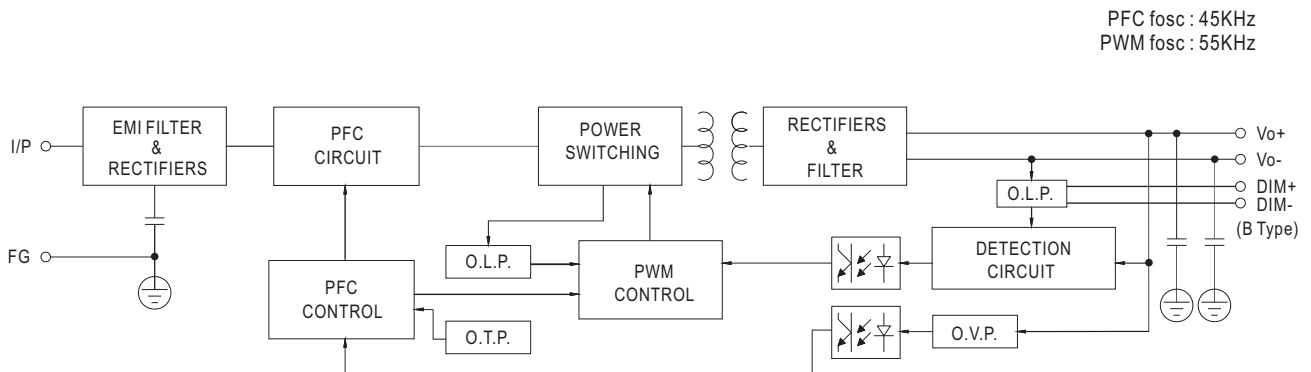 PFC fosc : 45KHz
PWM fosc : 55KHz
I/P
EMI FILTER
&
RECTIFIERS
PFC
CIRCUIT
POWER
SWITCHING
RECTIFIERS
&
FILTER
Vo+
Vo-
DIM+
DIM-
(B Type)
O.L.P.
FG
O.L.P.
PFC
CONTROL
PWM
CONTROL
DETECTION
CIRCUIT
O.T.P.
O.V.P.